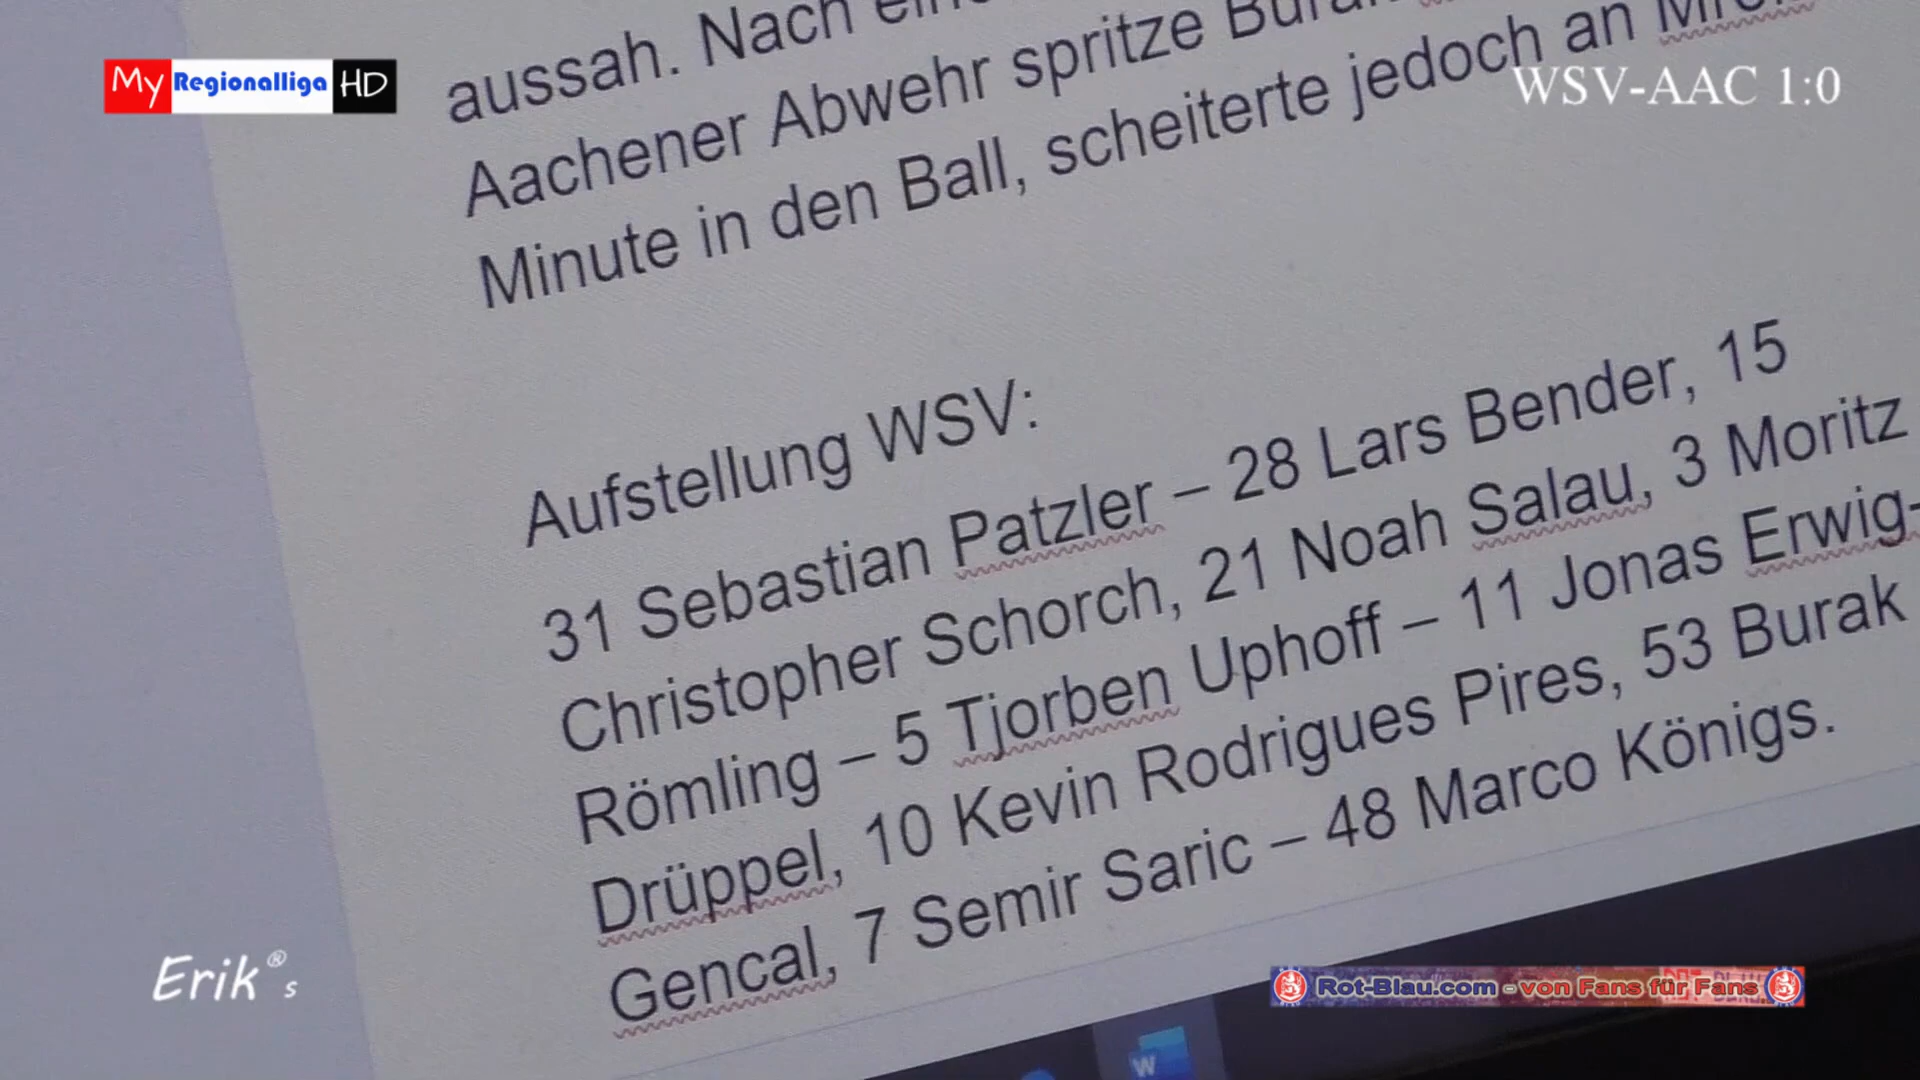 My Regionalliga HD
WSV-AAC 1:0
aussah. Nach
Aachener Abwehr spritze
Minute in den Ball, scheiterte jedoch an
Aufstellung WSV:
31 Sebastian Patzler – 28 Lars Bender, 15
Christopher Schorch, 21 Noah Salau, 3 Moritz
Römling – 5 Tjorben Uphoff – 11 Jonas Erwig-
Drüppel, 10 Kevin Rodrigues Pires, 53 Burak
Gencal, 7 Semir Saric – 48 Marco Königs.
Erik®s
Rot-Blau.com - von Fans für Fans
W